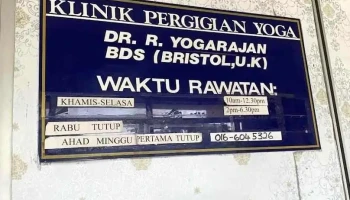 KLINIK PERGIGIAN YOGA
DR. R. YOGARAJAN
BDS (BRISTOL,U.K)
WAKTU RAWATAN:
KHAMIS-SELASA 10am-12.30pm
2pm-6.30pm
RABU TUTUP
AHAD MINGGU PERTAMA TUTUP 016-6045326